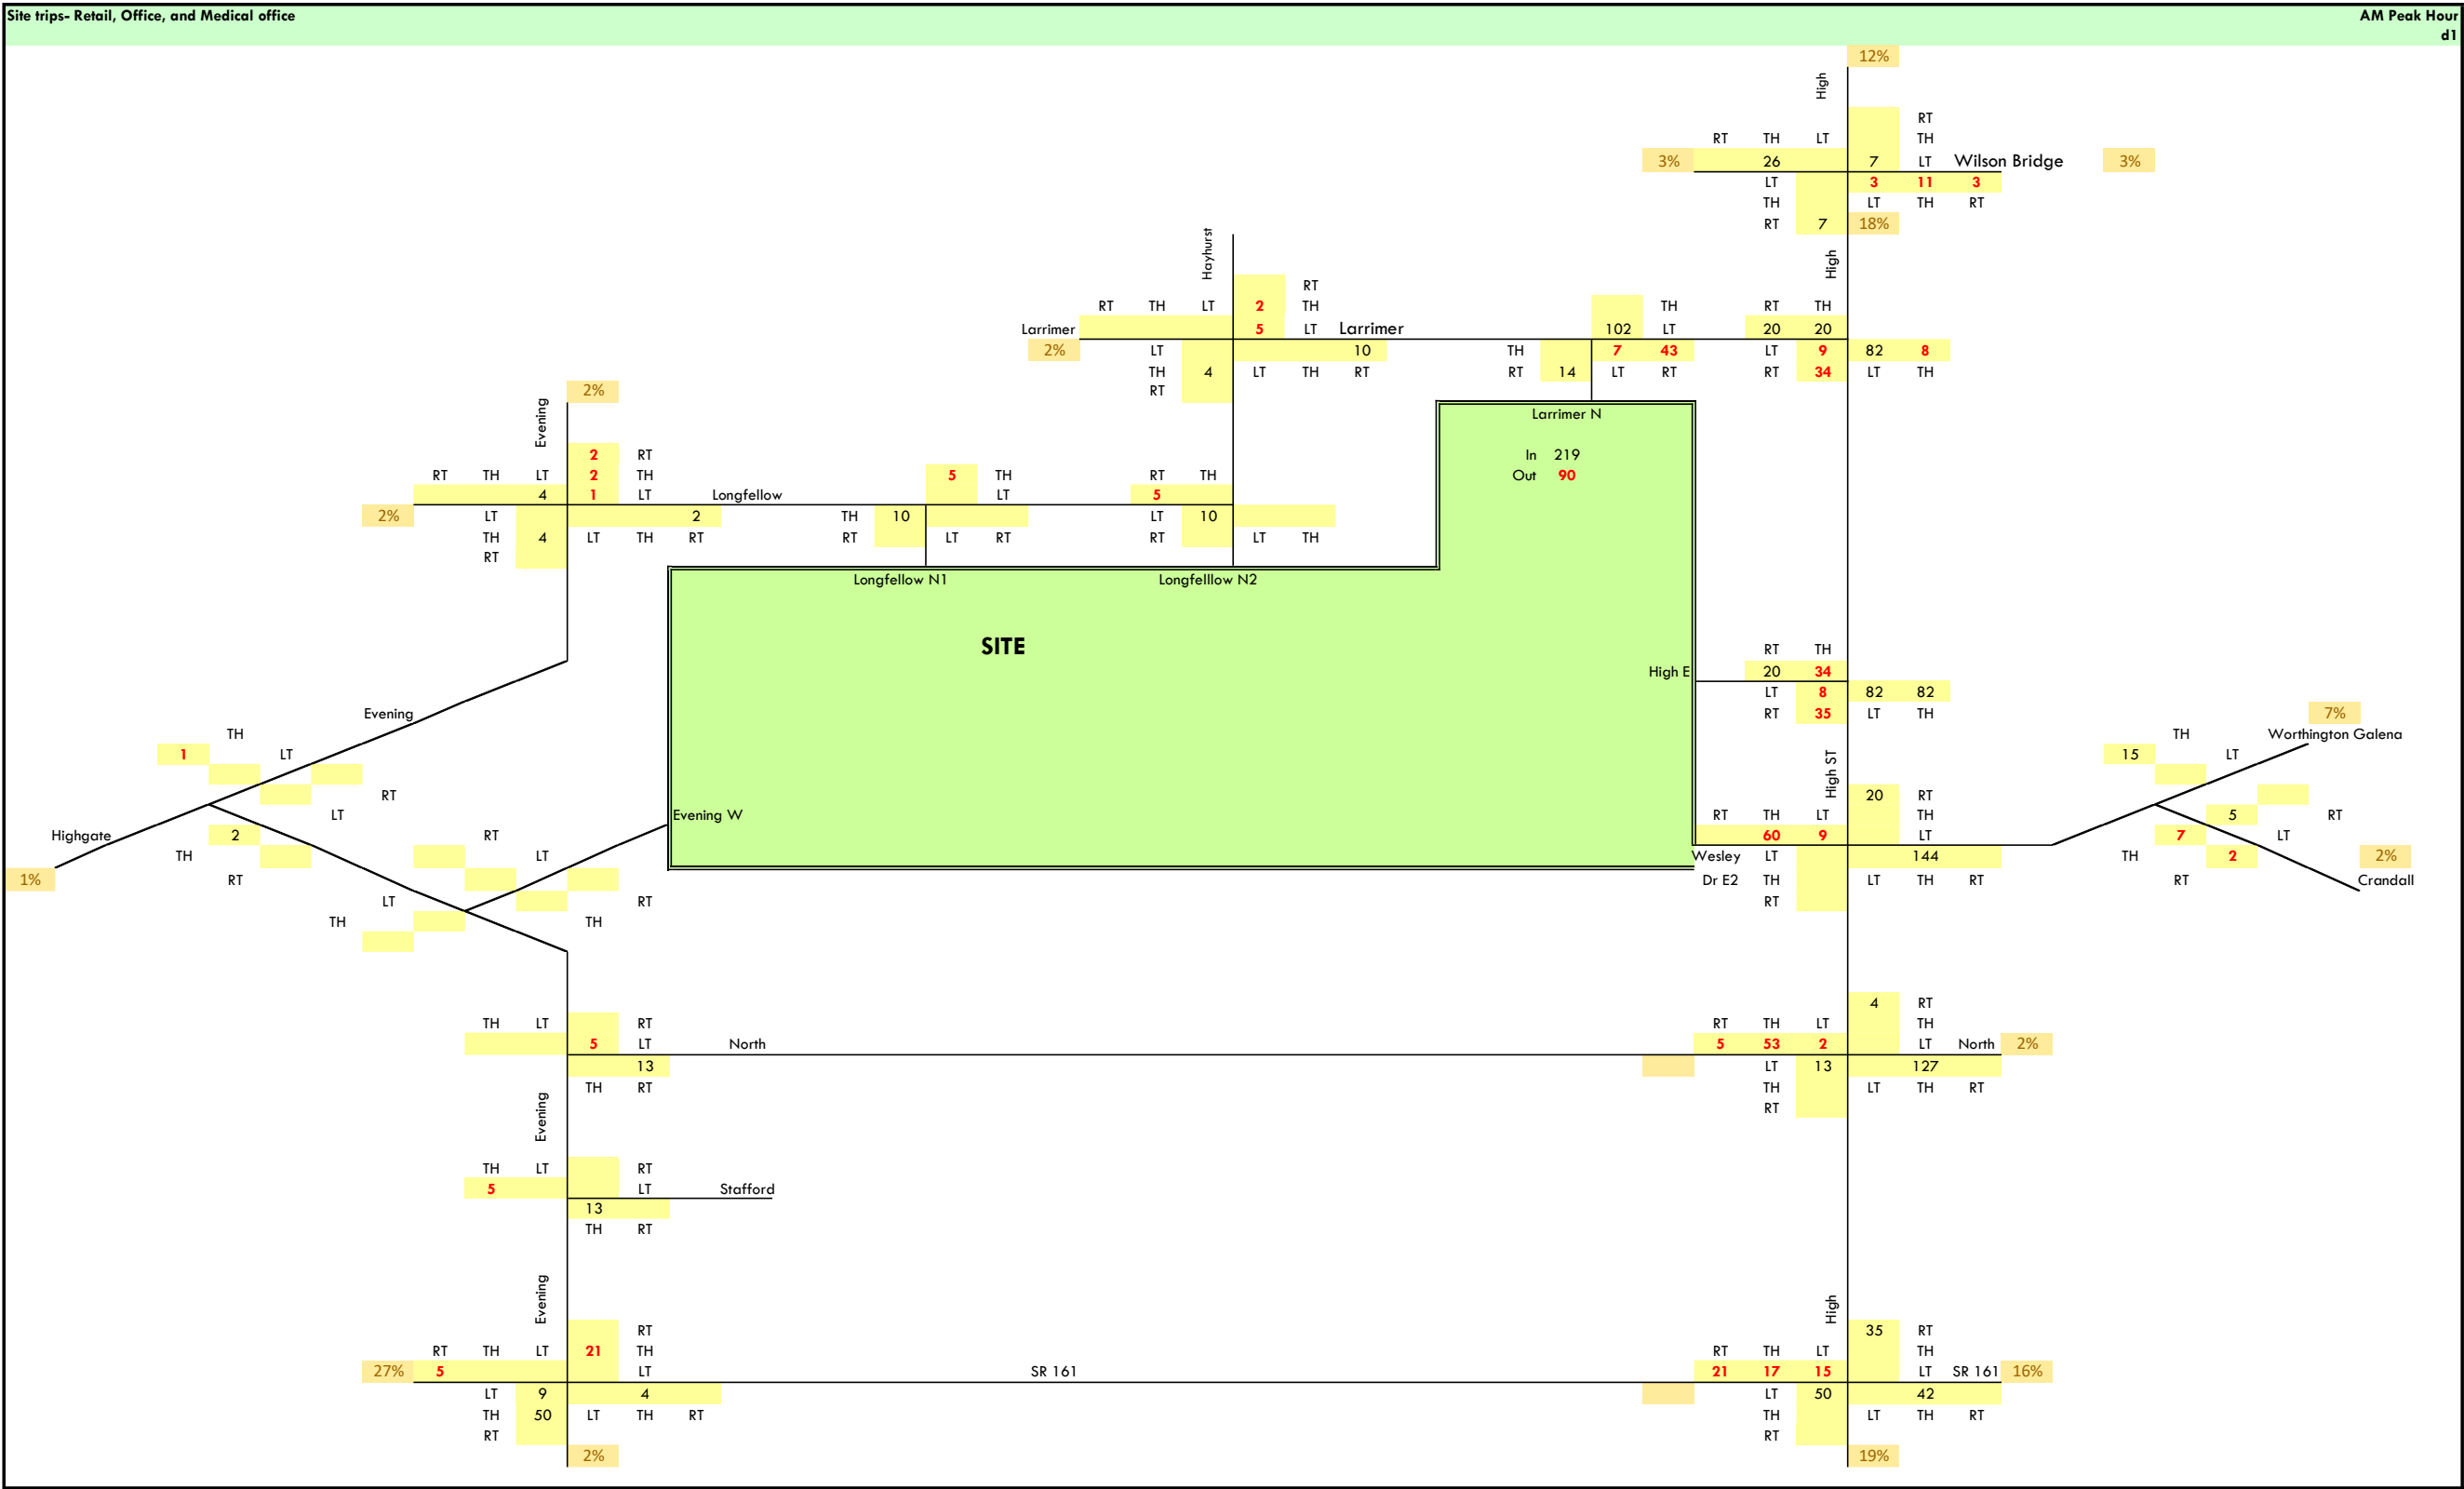 Site trips- Retail, Office, and Medical office AM Peak Hour
d1
12%
High
RT
RT TH LT TH
3% 26 7 LT Wilson Bridge 3%
LT 3 11 3
TH LT TH RT
RT 7 18%
Hayhurst High
RT
RT TH LT 2 TH TH RT TH
Larrimer 5 LT Larrimer 102 LT 20 20
2% LT 10 TH 7 43 LT 9 82 8
TH 4 LT TH RT RT 14 LT RT RT 34 LT TH
RT
2%
Evening
Larrimer N
2 RT In 219
RT TH LT 2 TH 5 TH RT TH Out 90
4 1 LT Longfellow LT 5
2% LT 2 TH 10 LT 10
TH 4 LT TH RT RT LT RT RT LT TH
RT
Longfellow N1 Longfelllow N2
SITE
RT TH
High E 20 34
LT 8 82 82
RT 35 LT TH
Evening 7%
TH TH Worthington Galena
1 LT 15 LT
High ST
RT 20 RT 5 RT
LT Evening W RT TH LT TH
Highgate 2 RT 60 9 LT 7 LT
TH LT Wesley LT 144 TH 2 2%
1% RT Dr E2 TH LT TH RT RT Crandall
LT RT RT
TH TH
4 RT
TH LT RT RT TH LT TH
5 LT North 5 53 2 LT North 2%
13 LT 13 127
TH RT TH LT TH RT
RT
Evening
TH LT RT
5 LT Stafford
13
TH RT
Evening High
RT 35 RT
RT TH LT 21 TH RT TH LT TH
27% 5 LT SR 161 21 17 15 LT SR 161 16%
LT 9 4 LT 50 42
TH 50 LT TH RT TH LT TH RT
RT RT
2% 19%